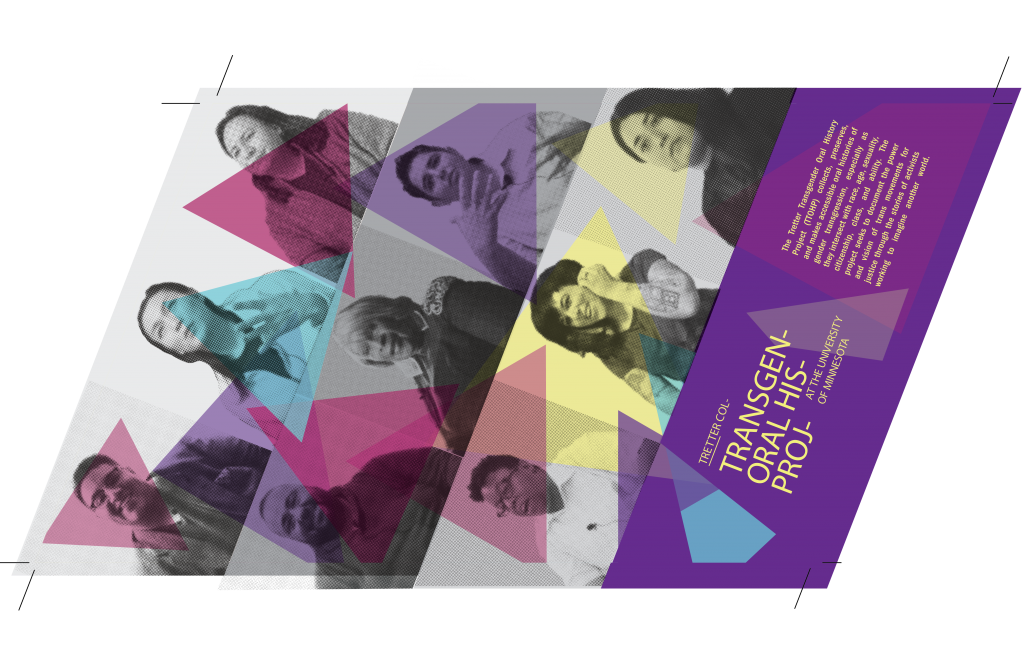 TRETTER COL-
TRANSGEN-
ORAL HIS-
PROJ-
AT THE UNIVERSITY
OF MINNESOTA
The Tretter Transgender Oral History
Project (TTOHP) collects, preserves,
and makes accessible oral histories of
gender transgression, especially as
they intersect with race, age, sexuality,
citizenship, class, and ability. The
project seeks to document the power
and vision of trans movements for
justice through the stories of activists
working to imagine another world.